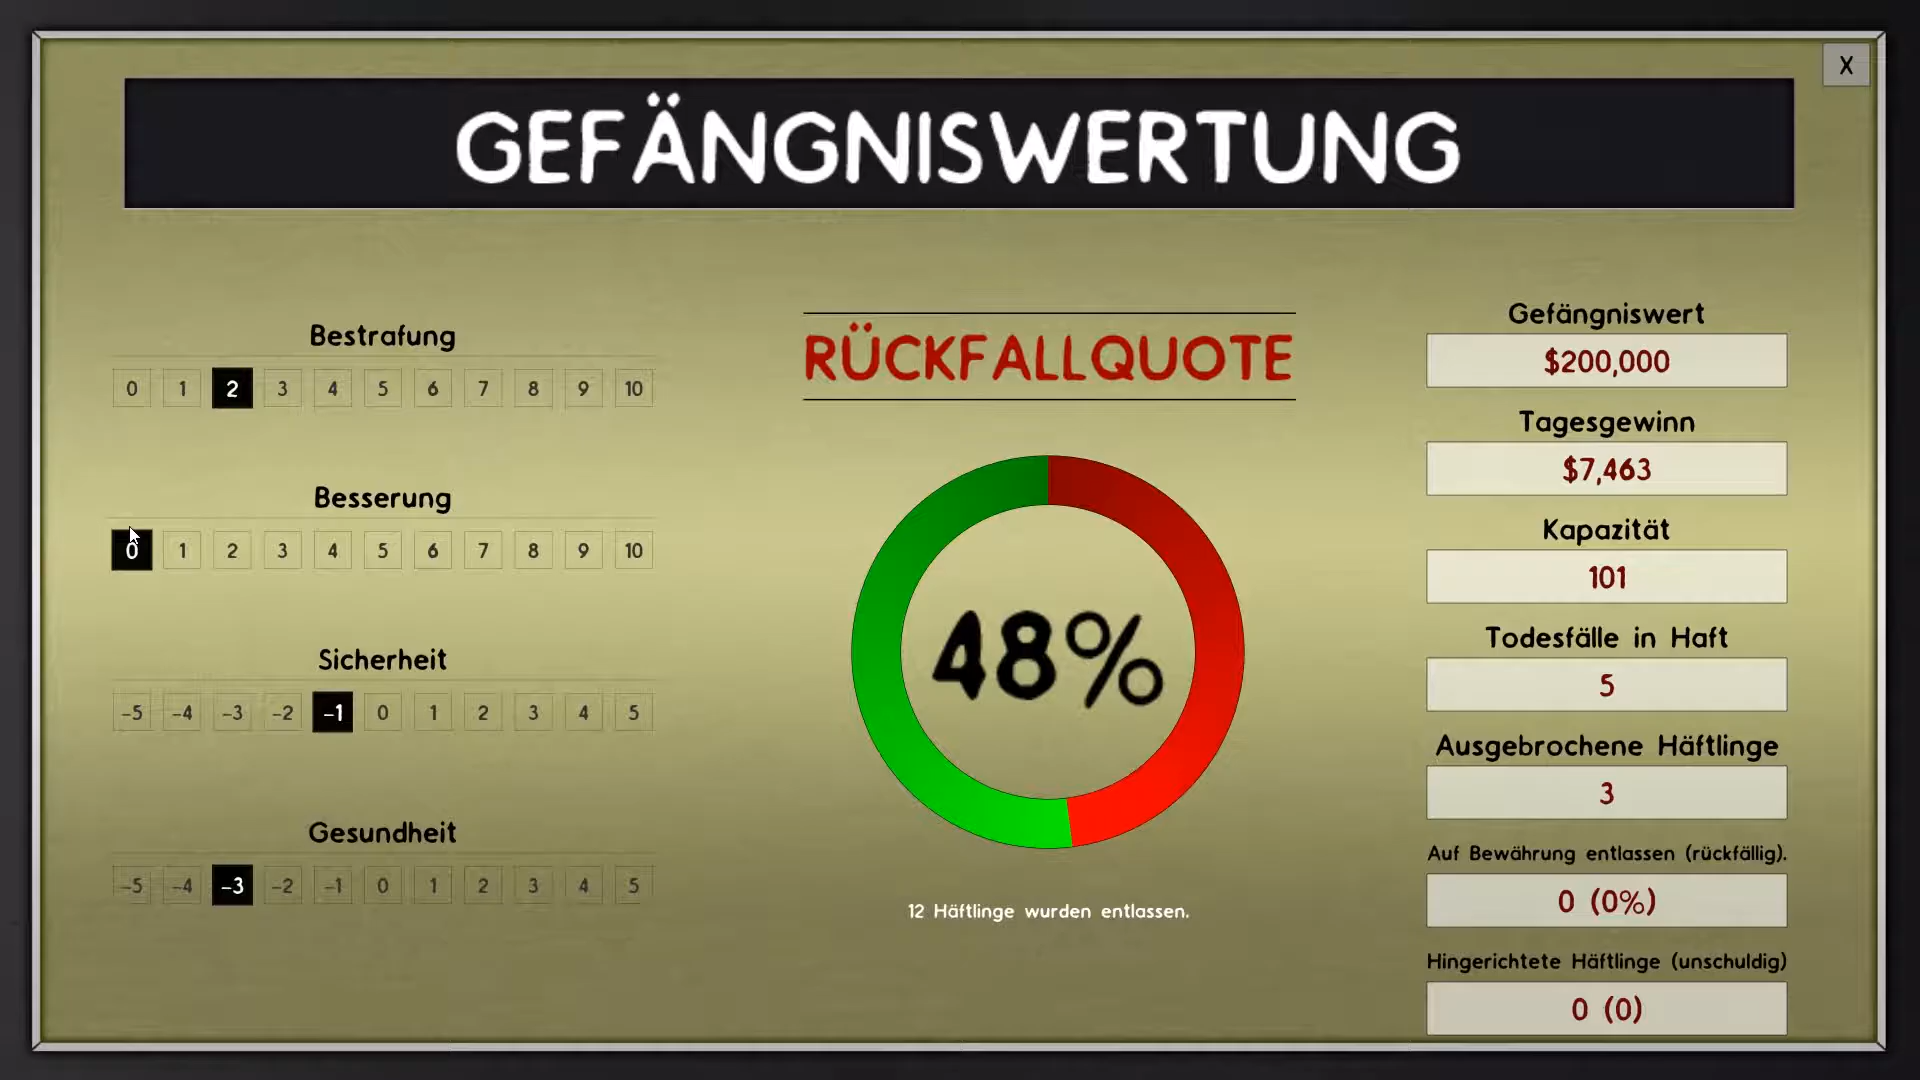 X
GEFÄNGNISWERTUNG
Bestrafung
0 1 2 3 4 5 6 7 8 9 10
Besserung
0 1 2 3 4 5 6 7 8 9 10
Sicherheit
-5 -4 -3 -2 -1 0 1 2 3 4 5
Gesundheit
-5 -4 -3 -2 -1 0 1 2 3 4 5
RÜCKFALLQUOTE
48%
12 Häftlinge wurden entlassen.
Gefängniswert
$200,000
Tagesgewinn
$7,463
Kapazität
101
Todesfälle in Haft
5
Ausgebrochene Häftlinge
3
Auf Bewährung entlassen (rückfällig).
0 (0%)
Hingerichtete Häftlinge (unschuldig)
0 (0)